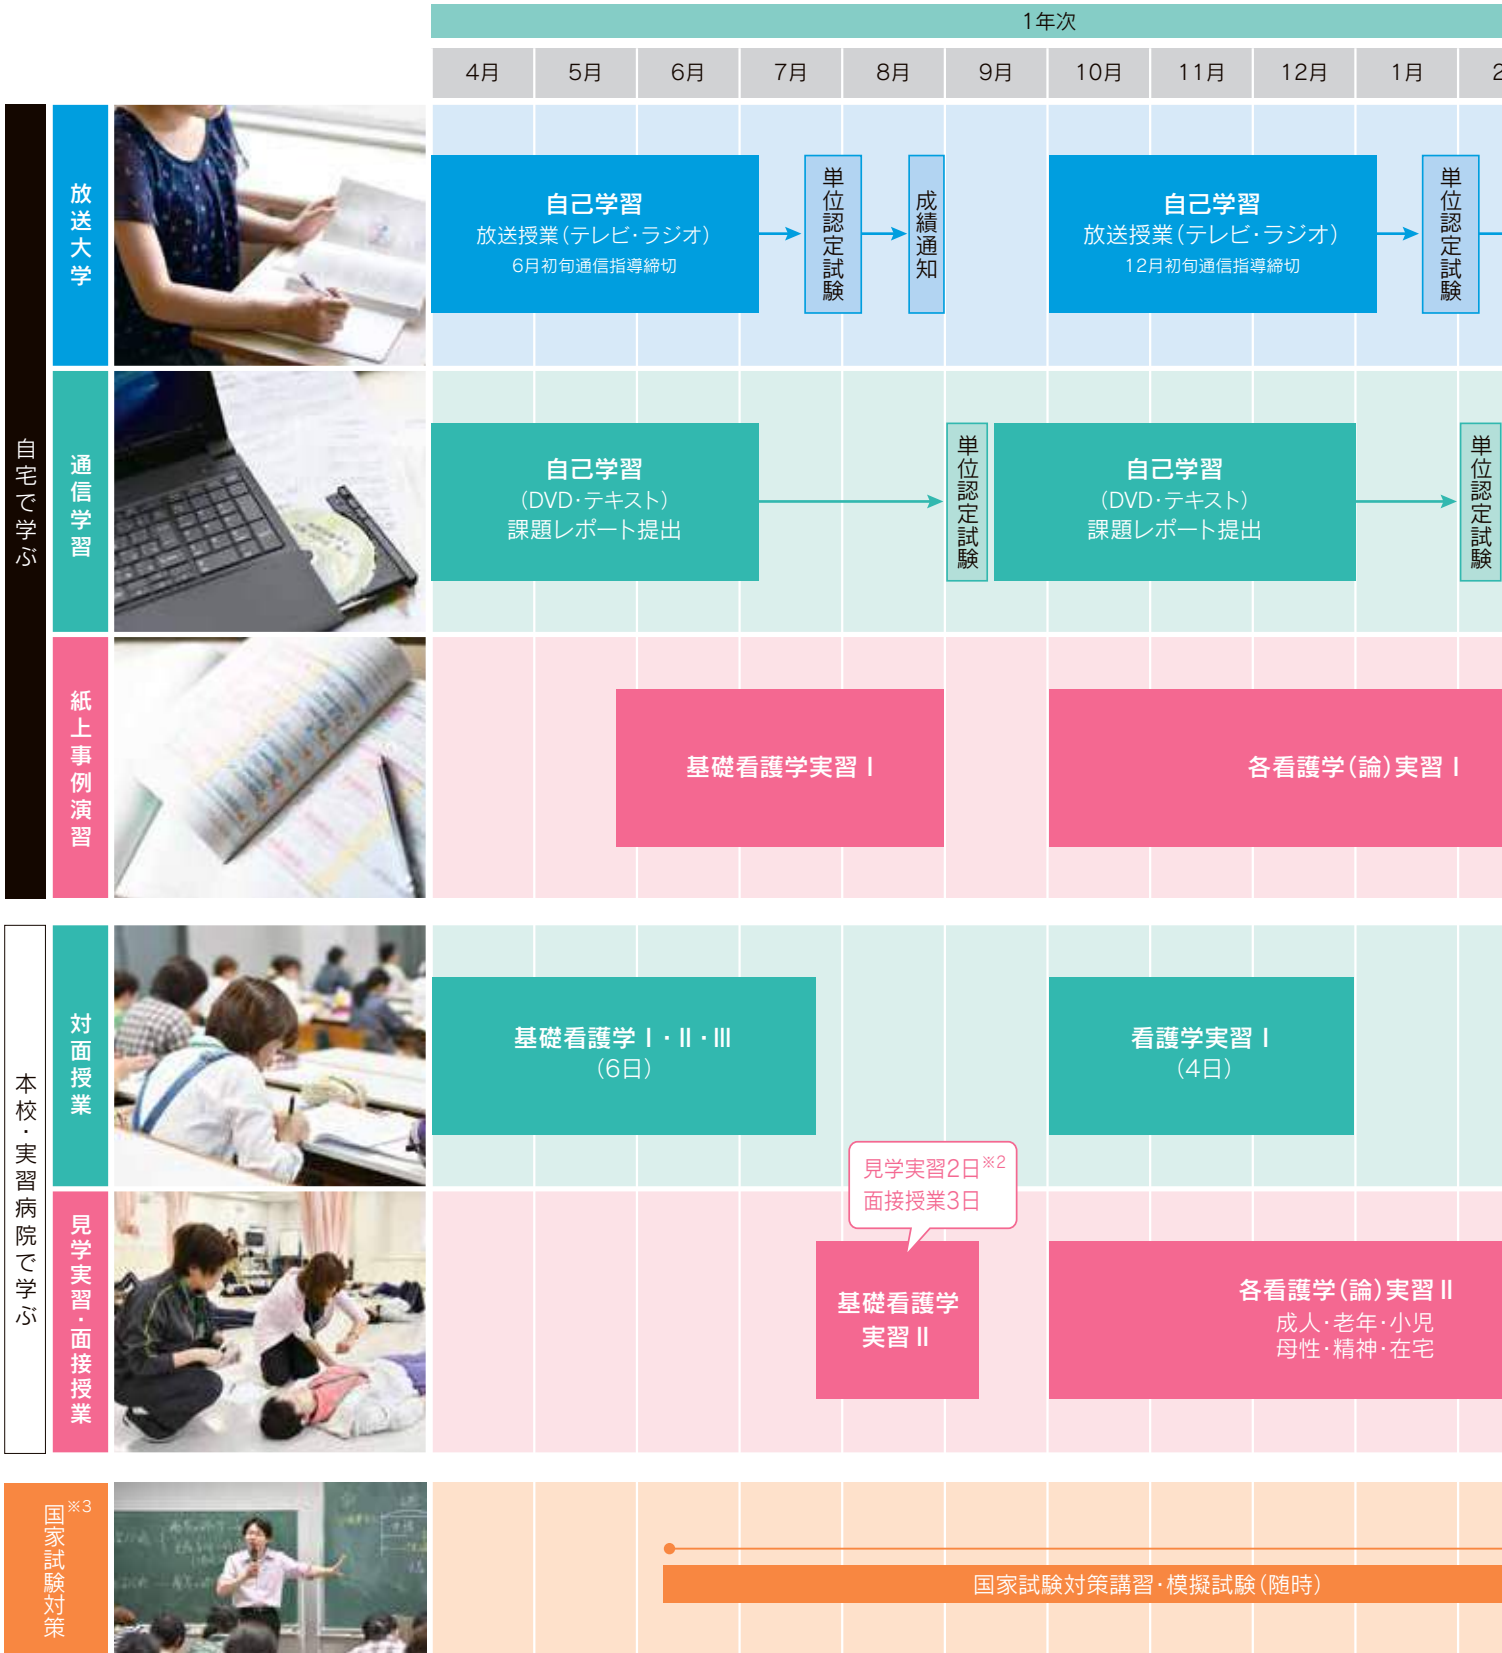 1年次
4月
5月
6月
7月
8月
9月
10月
11月
12月
1月
2
自宅で学ぶ
放送大学
自己学習
放送授業(テレビ・ラジオ)
6月初旬通信指導締切
単位認定試験
成績通知
自己学習
放送授業(テレビ・ラジオ)
12月初旬通信指導締切
単位認定試験
通信学習
自己学習
(DVD・テキスト)
課題レポート提出
単位認定試験
自己学習
(DVD・テキスト)
課題レポート提出
単位認定試験
紙上事例演習
基礎看護学実習Ⅰ
各看護学(論)実習Ⅰ
本校・実習病院で学ぶ
対面授業
基礎看護学Ⅰ・Ⅱ・Ⅲ
(6日)
看護学実習Ⅰ
(4日)
見学実習・面接授業
見学実習2日※2
面接授業3日
基礎看護学
実習Ⅱ
各看護学(論)実習Ⅱ
成人・老年・小児
母性・精神・在宅
国家試験対策※3
国家試験対策講習・模擬試験(随時)